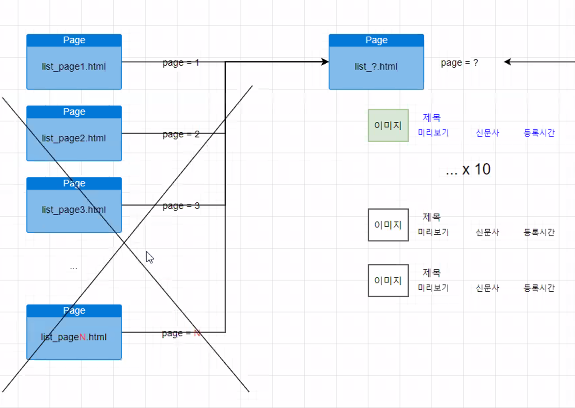 Page
list_page1.html
page = 1
Page
list_page2.html
page = 2
Page
list_page3.html
page = 3
...
Page
list_pageN.html
page = N
Page
list_?.html
page = ?
이미지
제목
미리보기 신문사 등록시간
... x 10
이미지
제목
미리보기 신문사 등록시간
이미지
제목
미리보기 신문사 등록시간